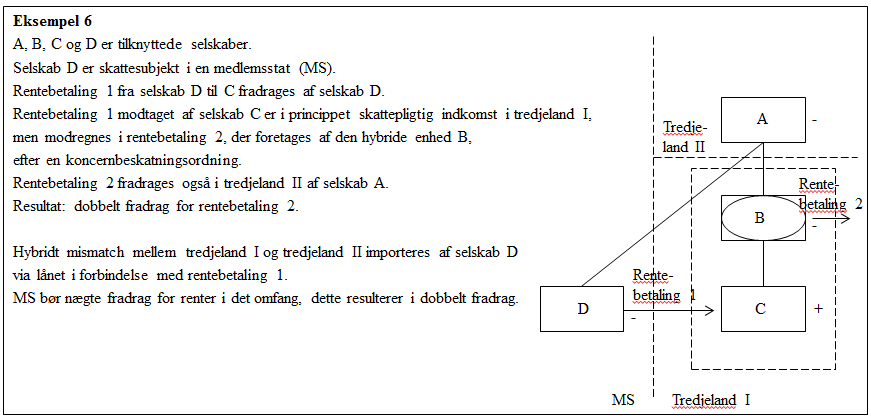 Eksempel 6
A, B, C og D er tilknyttede selskaber.
Selskab D er skattesubjekt i en medlemsstat (MS).
Rentebetaling 1 fra selskab D til C fradrages af selskab D.
Rentebetaling 1 modtaget af selskab C er i princippet skattepligtig indkomst i tredjeland I,
men modregnes i rentebetaling 2, der foretages af den hybride enhed B,
efter en koncernbeskatningsordning.
Rentebetaling 2 fradrages også i tredjeland II af selskab A.
Resultat: dobbelt fradrag for rentebetaling 2.
Hybridt mismatch mellem tredjeland I og tredjeland II importeres af selskab D
via lånet i forbindelse med rentebetaling 1.
MS bør nægte fradrag for renter i det omfang, dette resulterer i dobbelt fradrag.
A
-
Tredje-
land II
Rente-
betaling 2
B
-
Rente-
betaling 1
D
-
C
+
MS
Tredjeland I